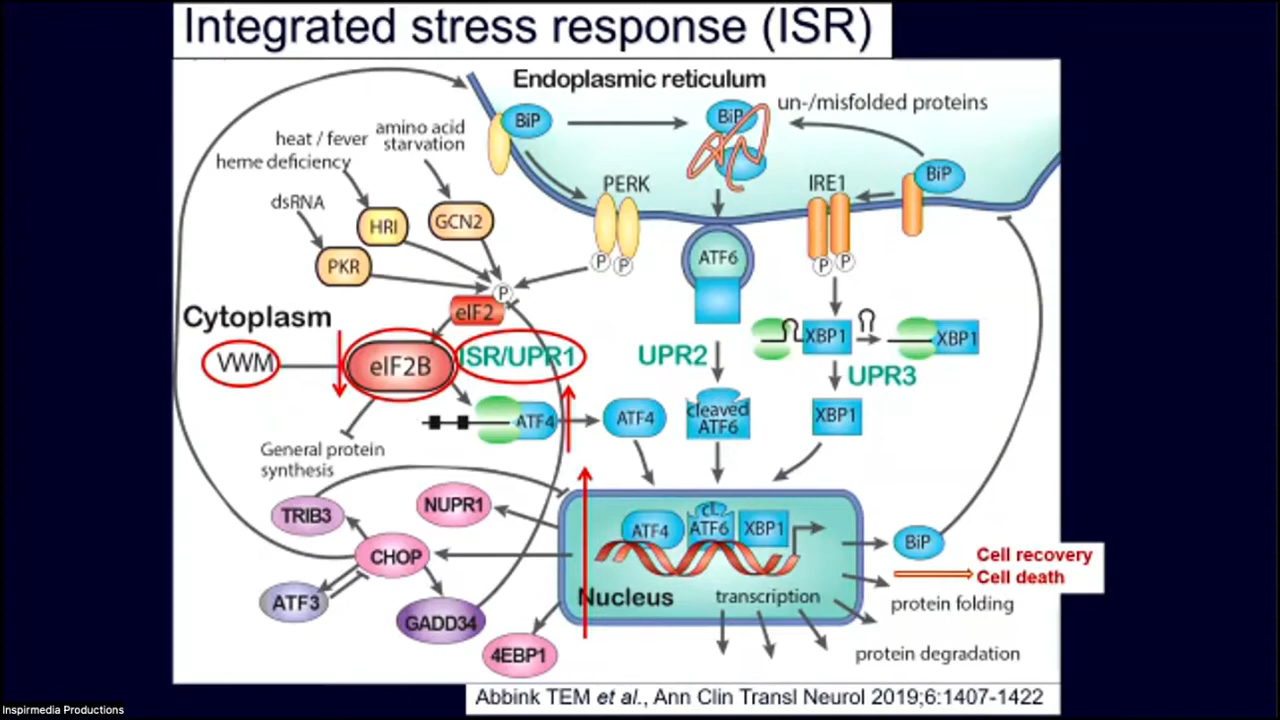 Integrated stress response (ISR)
Endoplasmic reticulum
BiP
BiP
un-/misfolded proteins
BiP
heat / fever
heme deficiency
amino acid
starvation
dsRNA
HRI
GCN2
PKR
PERK
IRE1
P
P
P
P
P
ATF6
eIF2
Cytoplasm
VWM
eIF2B
ISR/UPR1
UPR2
XBP1
XBP1
UPR3
ATF4
ATF4
cleaved
ATF6
XBP1
General protein
synthesis
TRIB3
NUPR1
CHOP
ATF3
GADD34
4EBP1
ATF4
cl.
ATF6
XBP1
Nucleus
transcription
BiP
Cell recovery
Cell death
protein folding
protein degradation
Abbink TEM et al., Ann Clin Transl Neurol 2019;6:1407-1422
Inspirmedia Productions